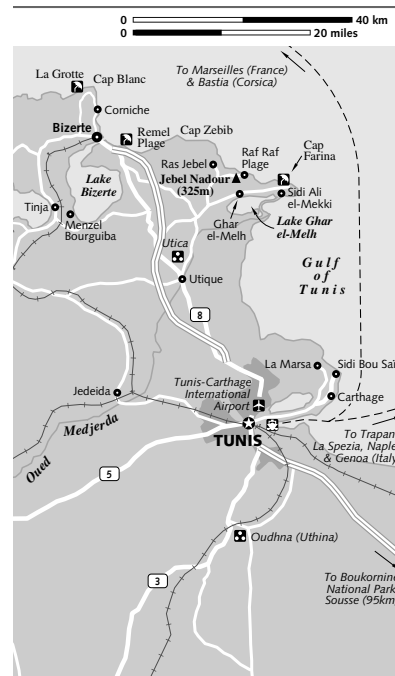 0 40 km
0 20 miles
To Marseilles (France)
& Bastia (Corsica)
La Grotte
Cap Blanc
Corniche
Bizerte
Remel
Plage
Cap Zebib
Cap
Farina
Raf Raf
Plage
Ras Jebel
Jebel Nadour
(325m)
Lake
Bizerte
Sidi Ali
el-Mekki
Tinja
Menzel
Bourguiba
Ghar
el-Melh
Lake Ghar
el-Melh
Utica
Gulf
of
Tunis
Utique
8
La Marsa
Sidi Bou Saï
Tunis-Carthage
International
Airport
Jedeida
Carthage
Medjerda
TUNIS
Oued
To Trapan
La Spezia, Naple
& Genoa (Italy
5
Oudhna (Uthina)
3
To Boukornine
National Park
Sousse (95km)